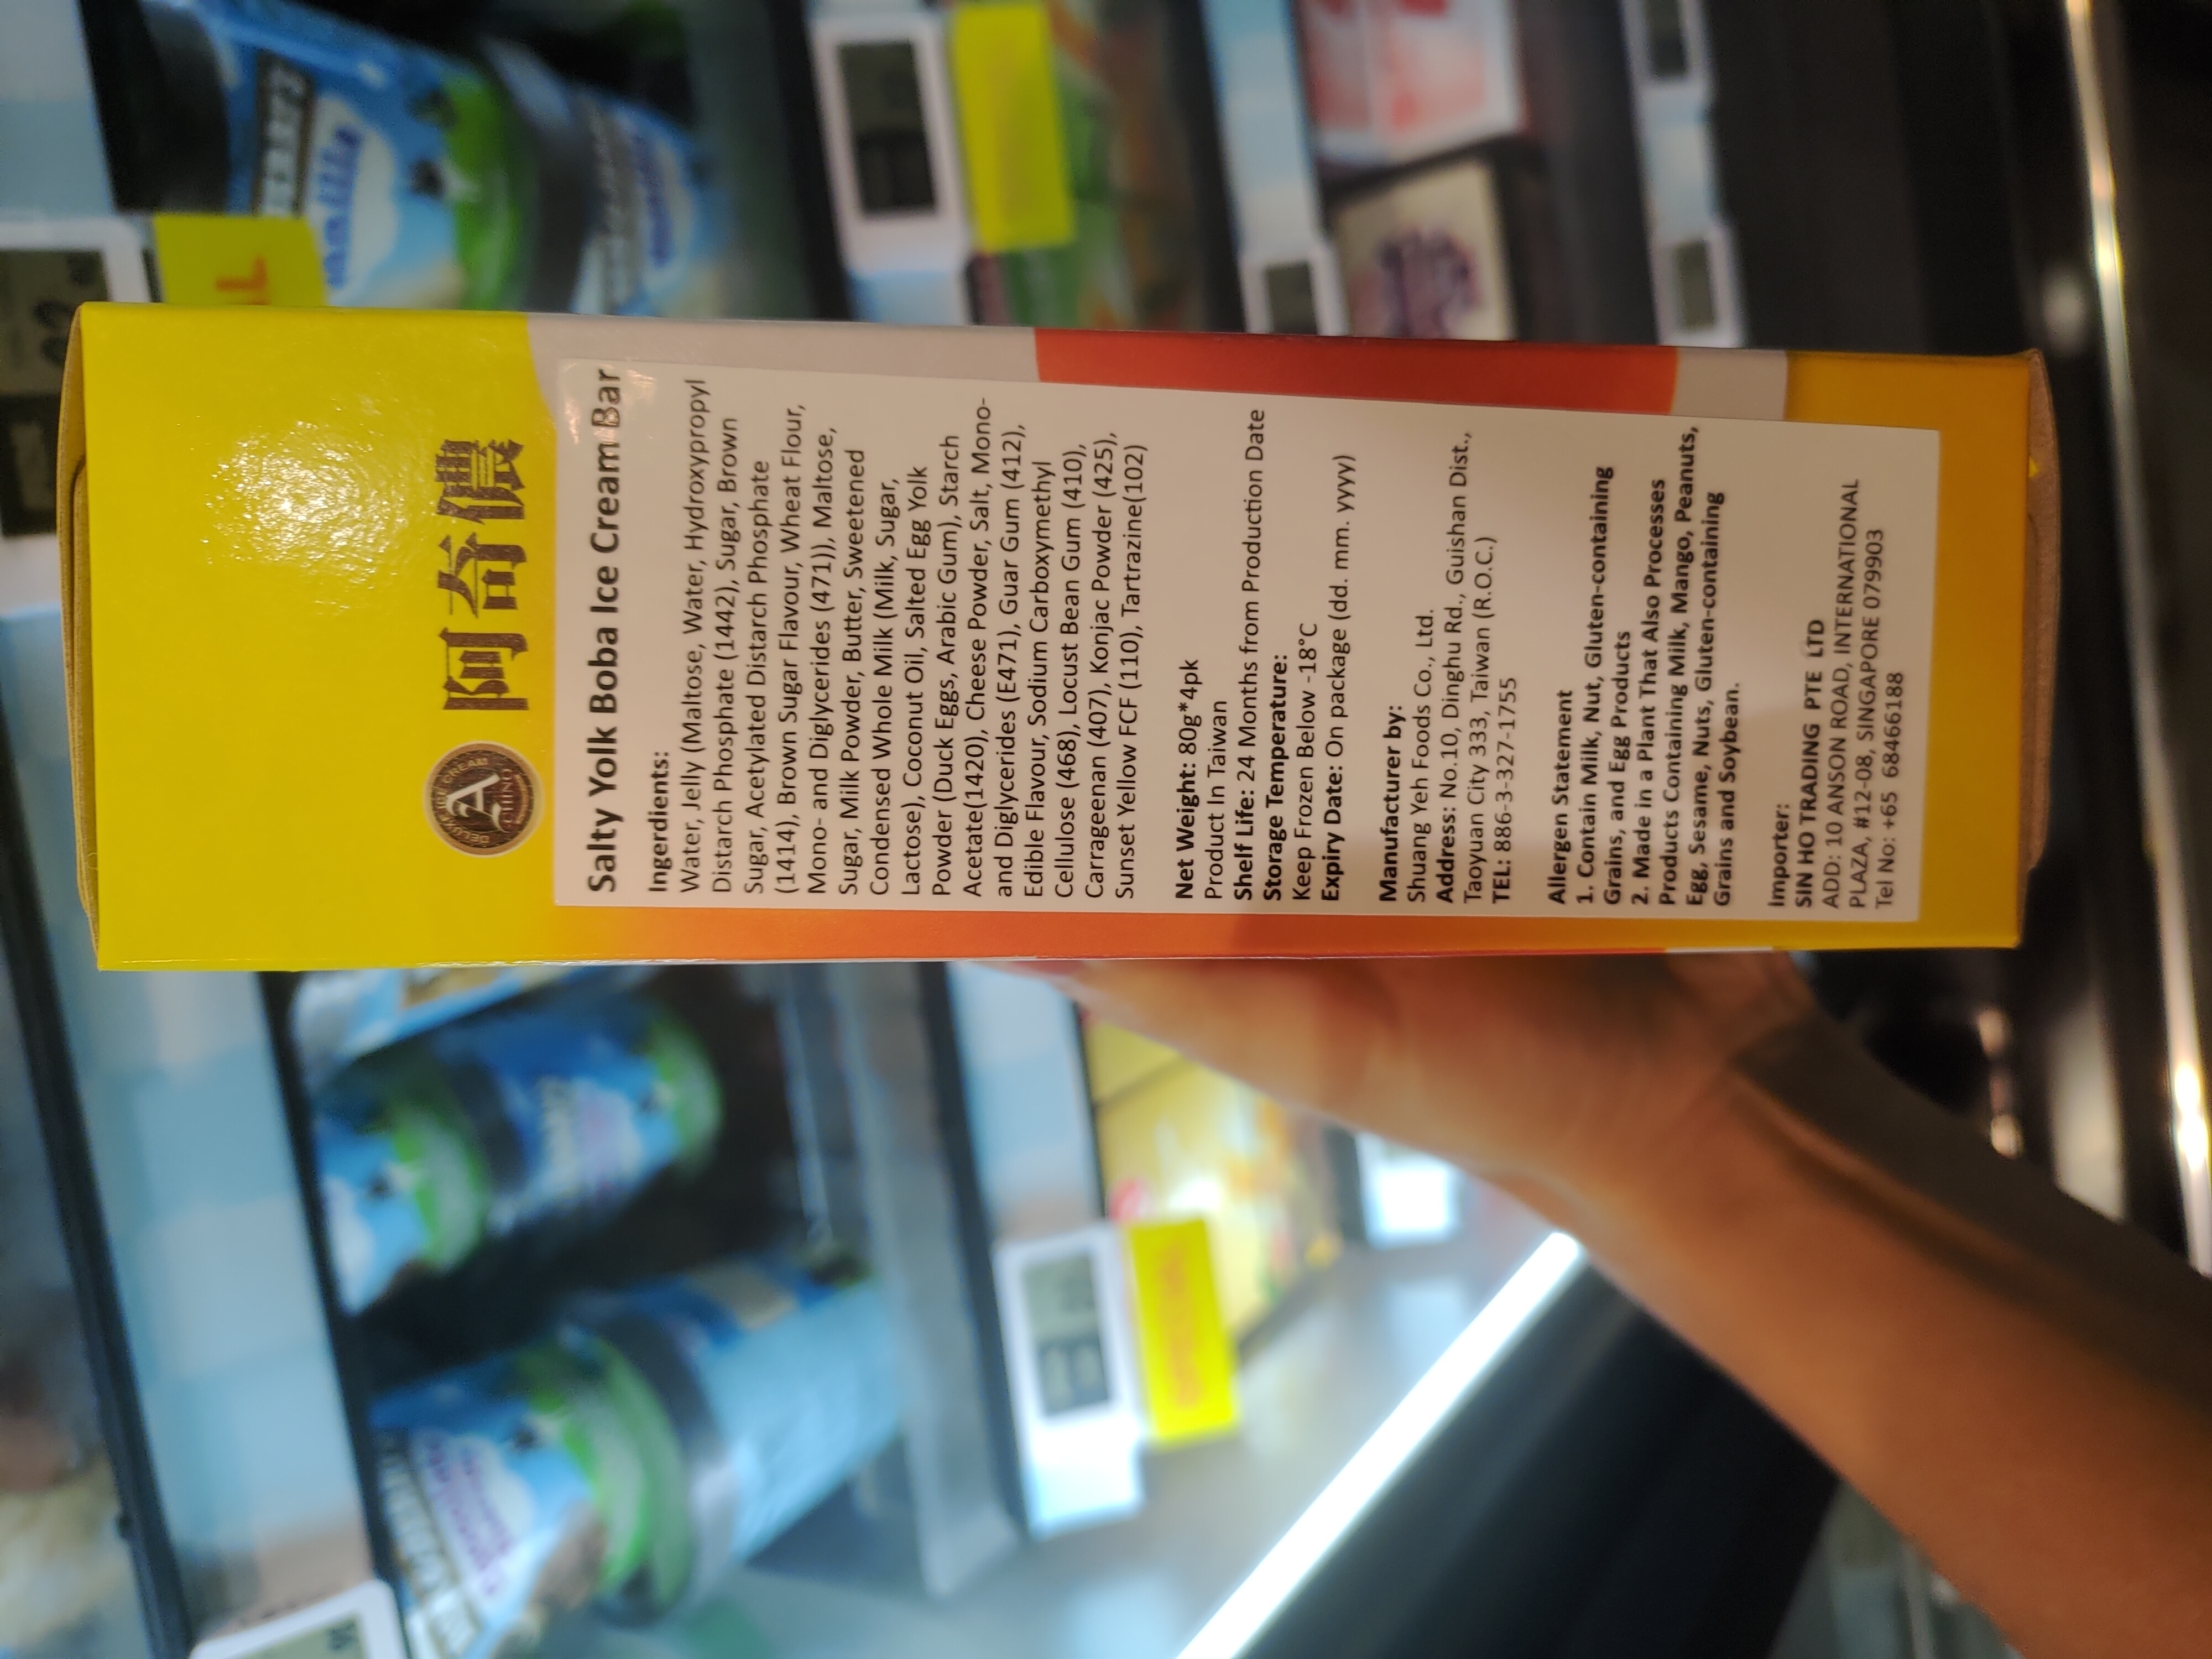 阿奇儂
DELUXE ICE CREAM
A
Salty Yolk Boba Ice Cream Bar
Ingerdients:
Water, Jelly (Maltose, Water, Hydroxypropyl
Distarch Phosphate (1442), Sugar, Brown
Sugar, Acetylated Distarch Phosphate
(1414), Brown Sugar Flavour, Wheat Flour,
Mono- and Diglycerides (471)), Maltose,
Sugar, Milk Powder, Butter, Sweetened
Condensed Whole Milk (Milk, Sugar,
Lactose), Coconut Oil, Salted Egg Yolk
Powder (Duck Eggs, Arabic Gum), Starch
Acetate(1420), Cheese Powder, Salt, Mono-
and Diglycerides (E471), Guar Gum (412),
Edible Flavour, Sodium Carboxymethyl
Cellulose (468), Locust Bean Gum (410),
Carrageenan (407), Konjac Powder (425),
Sunset Yellow FCF (110), Tartrazine(102)
Net Weight: 80g*4pk
Product In Taiwan
Shelf Life: 24 Months from Production Date
Storage Temperature:
Keep Frozen Below -18°C
Expiry Date: On package (dd. mm. yyyy)
Manufacturer by:
Shuang Yeh Foods Co., Ltd.
Address: No.10, Dinghu Rd., Guishan Dist.,
Taoyuan City 333, Taiwan (R.O.C.)
TEL: 886-3-327-1755
Allergen Statement
1. Contain Milk, Nut, Gluten-containing
Grains, and Egg Products
2. Made in a Plant That Also Processes
Products Containing Milk, Mango, Peanuts,
Egg, Sesame, Nuts, Gluten-containing
Grains and Soybean.
Importer:
SIN HO TRADING PTE LTD
ADD: 10 ANSON ROAD, INTERNATIONAL
PLAZA, #12-08, SINGAPORE 079903
Tel No: +65 68466188